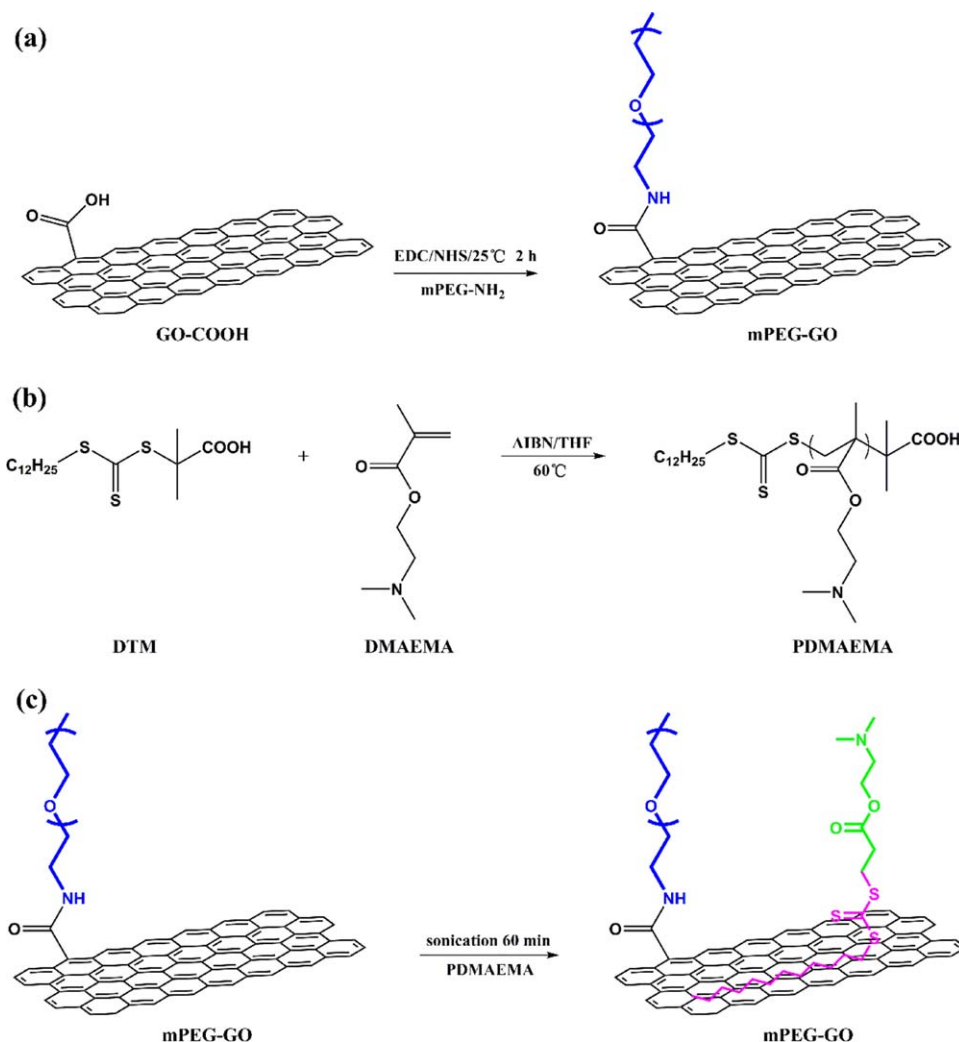 (a)
O
NH
O
OH
O
EDC/NHS/25℃ 2 h
mPEG-NH2
GO-COOH
mPEG-GO
(b)
C12H25
S
S
S
COOH
+
O
O
N
AIBN/THF
60℃
C12H25
S
S
S
COOH
O
O
N
DTM
DMAEMA
PDMAEMA
(c)
O
NH
O
sonication 60 min
PDMAEMA
O
NH
O
N
O
O
S
S
S
mPEG-GO
mPEG-GO